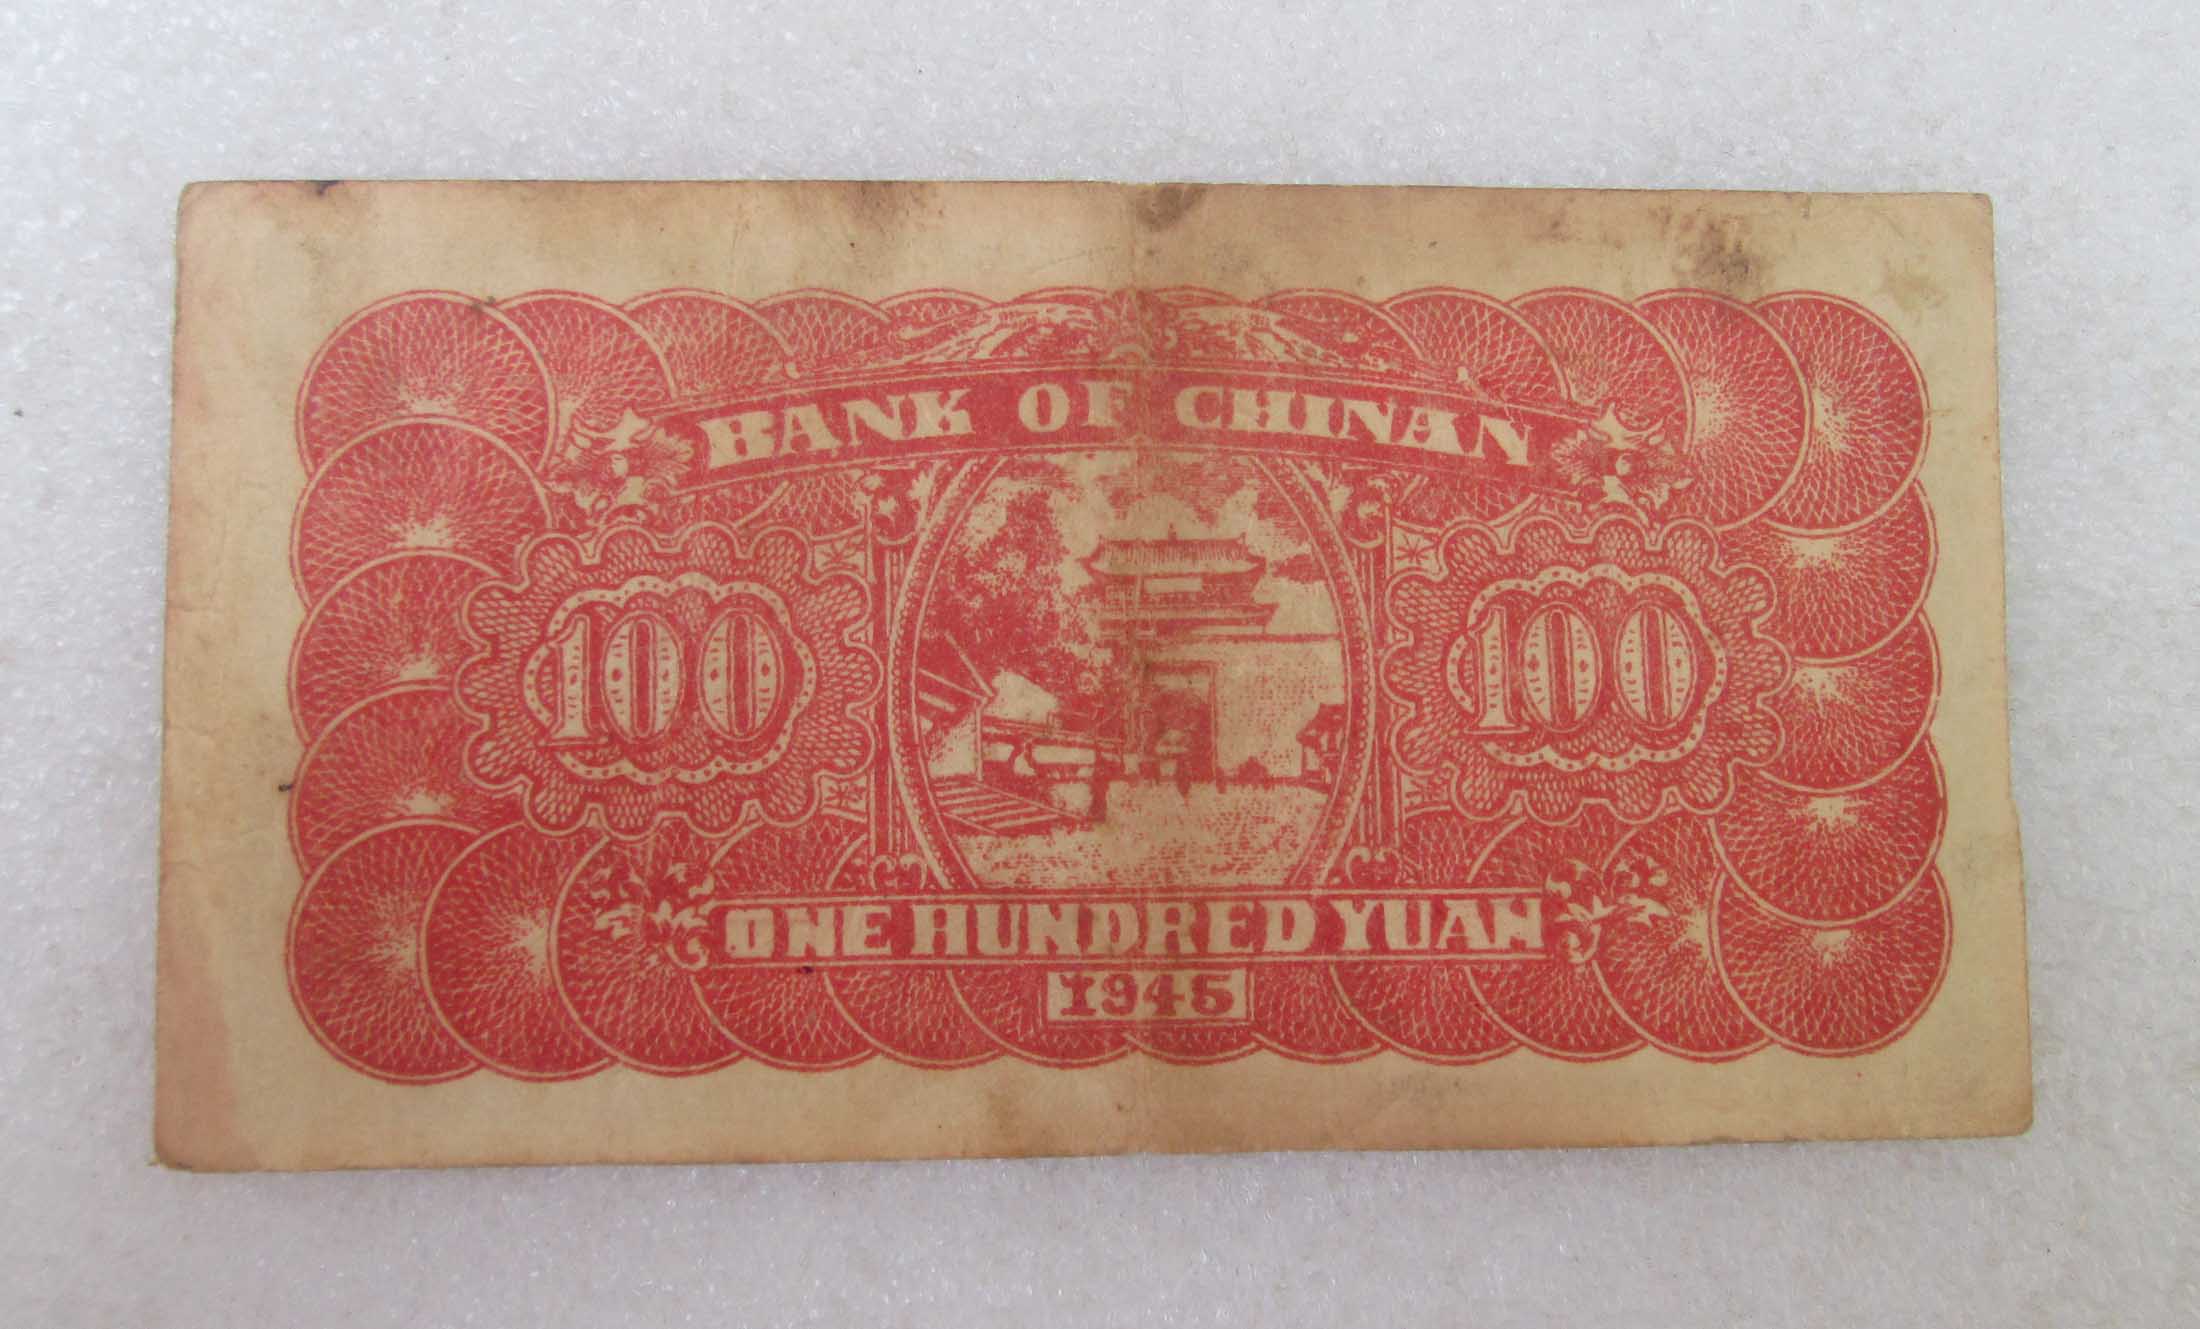 BANK OF CHINAN
100 100
ONE HUNDRED YUAN
1945